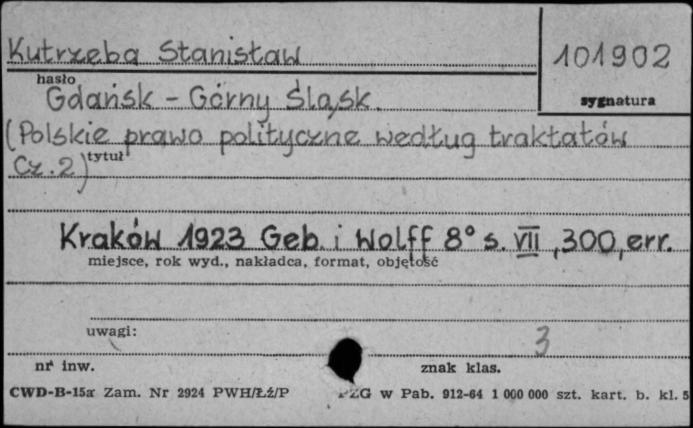 Kutrzeba Stanisław
101902
hasło
sygnatura
Gdańsk - Górny Śląsk.
(Polskie prawo polityczne według traktatów
tytuł
Cz. 2)
Kraków 1923 Geb. i Wolff 8° s. VII, 300, err.
miejsce, rok wyd., nakładca, format, objętość
uwagi:
3
nr inw.
znak klas.
CWD-B-15a Zam. Nr 2924 PWH/Łź/P PZG w Pab. 912-64 1 000 000 szt. kart. b. kl. 5